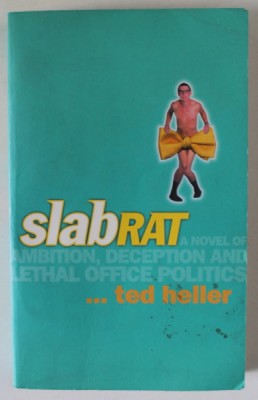 slabRAT
A NOVEL OF
AMBITION, DECEPTION AND
LETHAL OFFICE POLITICS
... ted heller